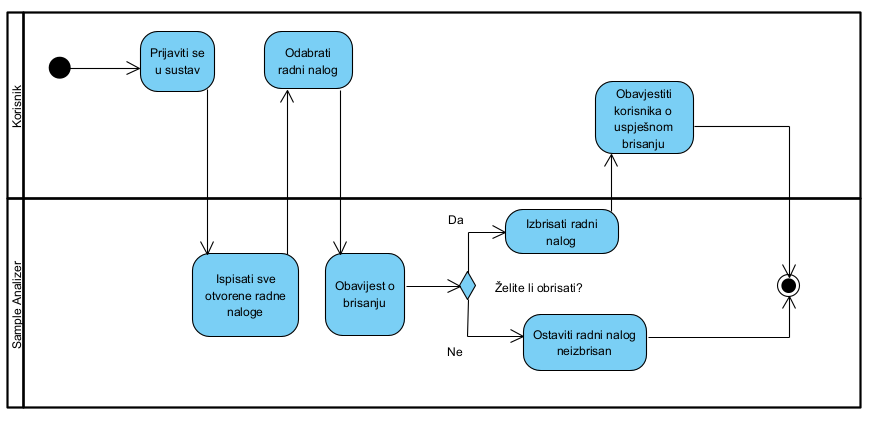 Korisnik
Prijaviti se
u sustav
Odabrati
radni nalog
Obavjestiti
korisnika o
uspješnom
brisanju
Sample Analizer
Ispisati sve
otvorene radne
naloge
Obavijest o
brisanju
Da
Izbrisati radni
nalog
Želite li obrisati?
Ne
Ostaviti radni nalog
neizbrisan